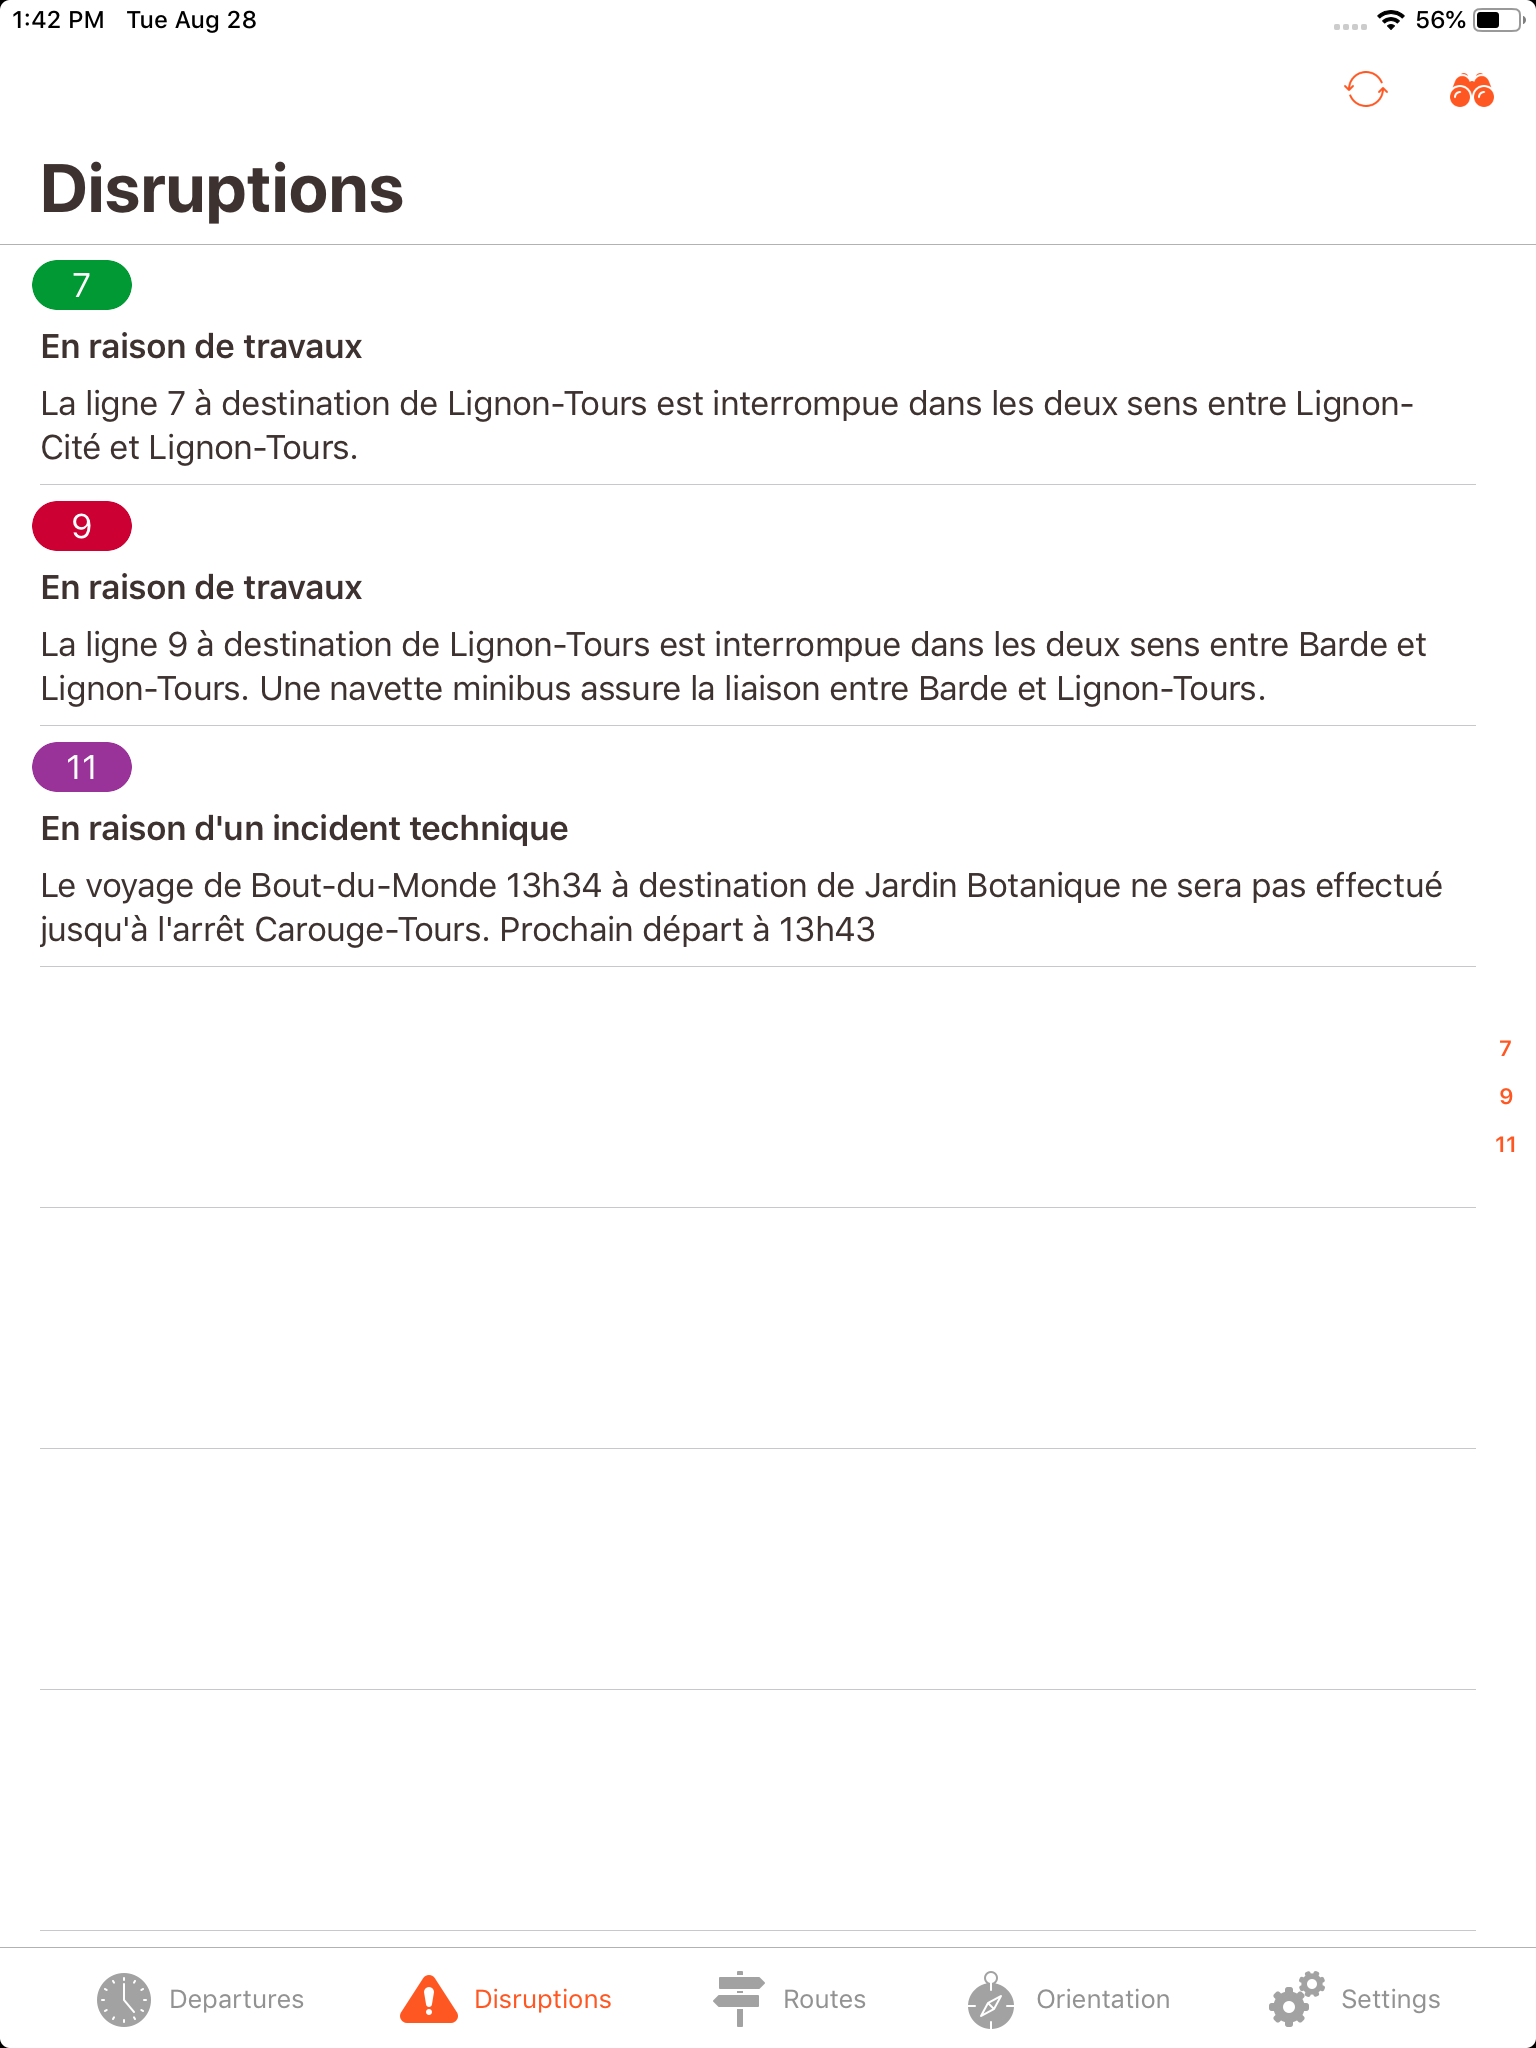 1:42 PM Tue Aug 28 56%
Disruptions
7
En raison de travaux
La ligne 7 à destination de Lignon-Tours est interrompue dans les deux sens entre Lignon-
Cité et Lignon-Tours.
9
En raison de travaux
La ligne 9 à destination de Lignon-Tours est interrompue dans les deux sens entre Barde et
Lignon-Tours. Une navette minibus assure la liaison entre Barde et Lignon-Tours.
11
En raison d'un incident technique
Le voyage de Bout-du-Monde 13h34 à destination de Jardin Botanique ne sera pas effectué
jusqu'à l'arrêt Carouge-Tours. Prochain départ à 13h43
7
9
11
Departures Disruptions Routes Orientation Settings